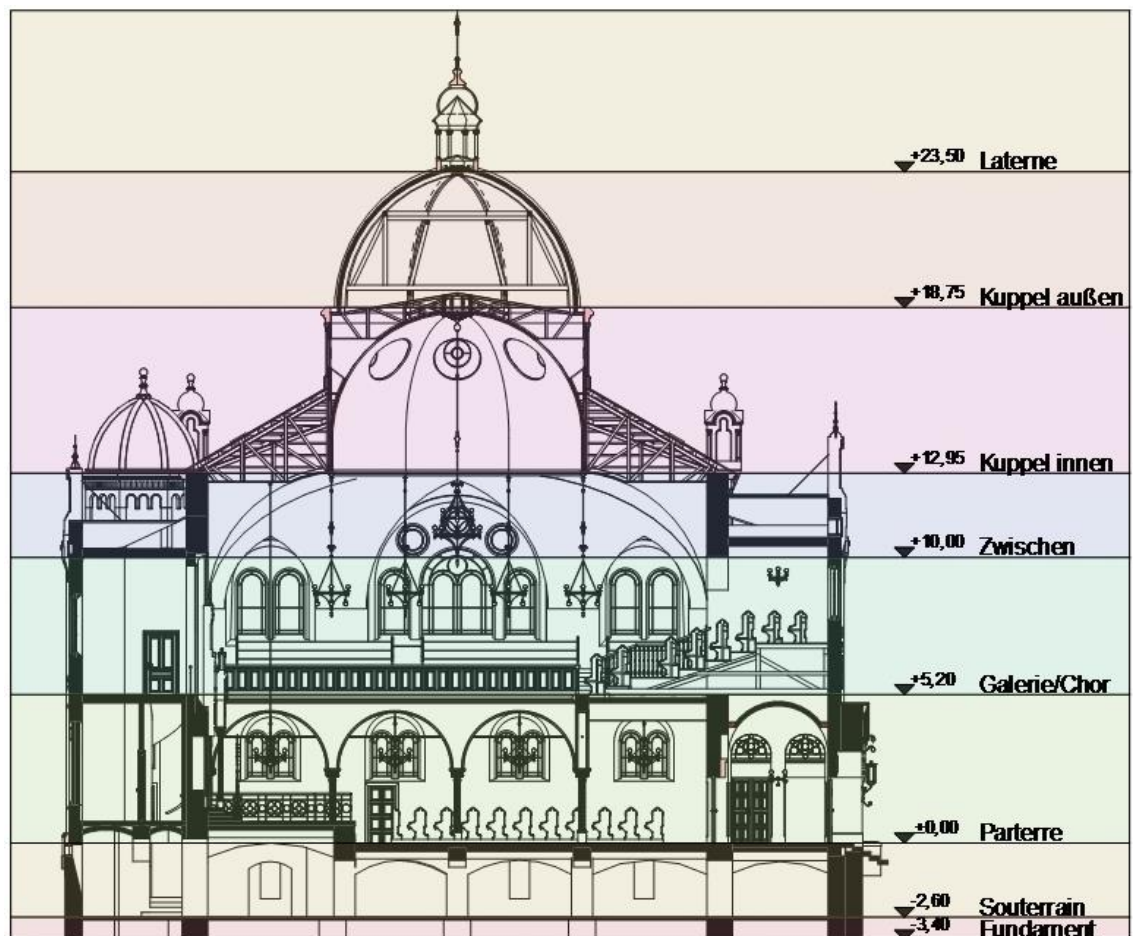 +23,50 Laterne
+18,75 Kuppel außen
+12,95 Kuppel innen
+10,00 Zwischen
+5,20 Galerie/Chor
±0,00 Parterre
-2,60 Souterrain
-3,40 Fundament